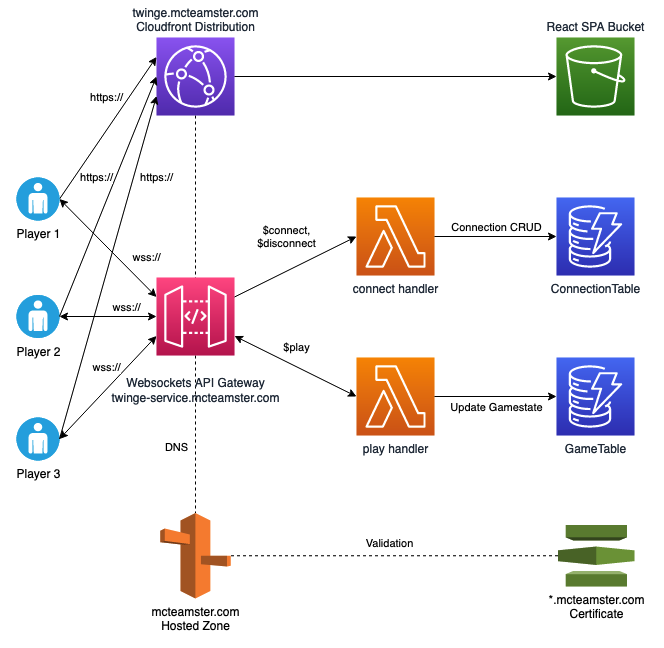 twinge.mcteamster.com
Cloudfront Distribution
React SPA Bucket
https://
https://
https://
Player 1
$connect,
$disconnect
Connection CRUD
wss://
connect handler
ConnectionTable
wss://
</>
Player 2
$play
wss://
Websockets API Gateway
twinge-service.mcteamster.com
Update Gamestate
play handler
GameTable
DNS
Player 3
Validation
mcteamster.com
Hosted Zone
*.mcteamster.com
Certificate